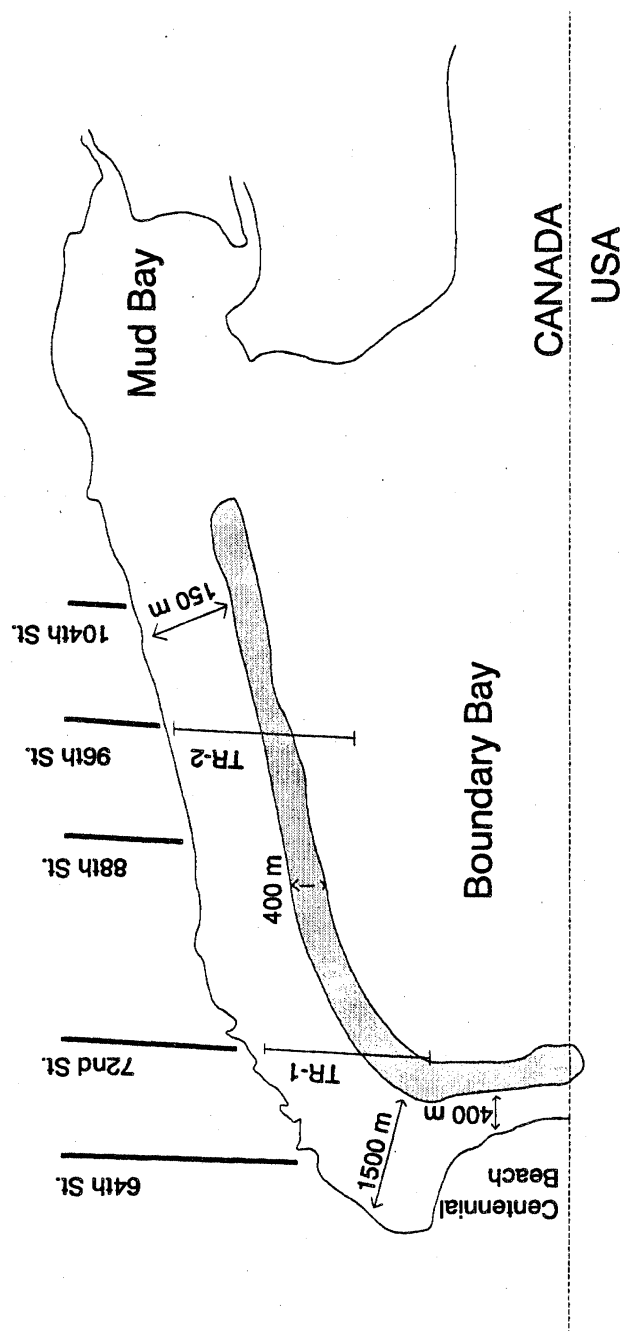 Mud Bay
CANADA
USA
104th St.
150 m
96th St.
TR-2
88th St.
400 m
Boundary Bay
72nd St.
TR-1
400 m
1500 m
64th St.
Centennial
Beach